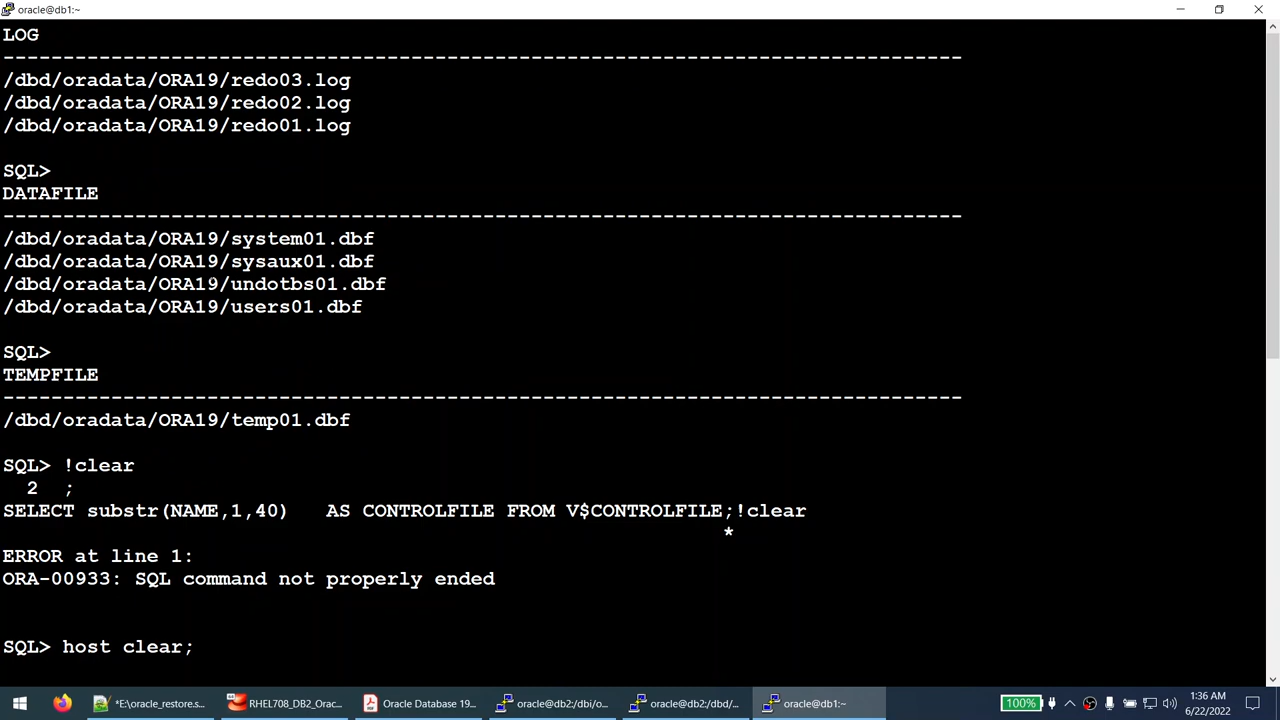 oracle@db1:~
LOG
--------------------------------------------------------------------------------
/dbd/oradata/ORA19/redo03.log
/dbd/oradata/ORA19/redo02.log
/dbd/oradata/ORA19/redo01.log
SQL>
DATAFILE
--------------------------------------------------------------------------------
/dbd/oradata/ORA19/system01.dbf
/dbd/oradata/ORA19/sysaux01.dbf
/dbd/oradata/ORA19/undotbs01.dbf
/dbd/oradata/ORA19/users01.dbf
SQL>
TEMPFILE
--------------------------------------------------------------------------------
/dbd/oradata/ORA19/temp01.dbf
SQL> !clear
  2  ;
SELECT substr(NAME,1,40)   AS CONTROLFILE FROM V$CONTROLFILE;!clear
*
ERROR at line 1:
ORA-00933: SQL command not properly ended
SQL> host clear;
*E:\oracle_restore.s... RHEL708_DB2_Orac... Oracle Database 19... oracle@db2:/dbi/o... oracle@db2:/dbd/... oracle@db1:~ 100% 1:36 AM
6/22/2022